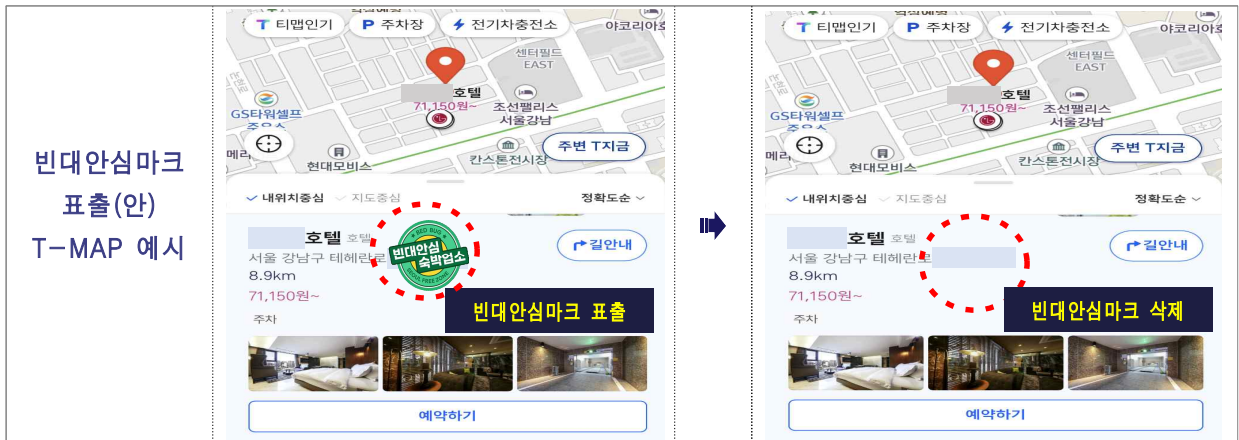 빈대안심마크
표출(안)
T-MAP 예시
T 티맵인기
P 주차장
전기차충전소
야코리아호
센터필드
EAST
논현로
호텔
71,150원~
GS타워셀프
주유소
조선팰리스
서울강남
메리
현대모비스
칸스톤전시장
주변 T지금
내위치중심
지도중심
정확도순
호텔 호텔
서울 강남구 테헤란로
8.9km
71,150원~
주차
길안내
BED BUG
빈대안심
숙박업소
SEOUL FREE ZONE
빈대안심마크 표출
예약하기
T 티맵인기
P 주차장
전기차충전소
야코리아호
센터필드
EAST
논현로
호텔
71,150원~
GS타워셀프
주유소
조선팰리스
서울강남
메리
현대모비스
칸스톤전시장
주변 T지금
내위치중심
지도중심
정확도순
호텔 호텔
서울 강남구 테헤란로
8.9km
71,150원~
주차
길안내
빈대안심마크 삭제
예약하기